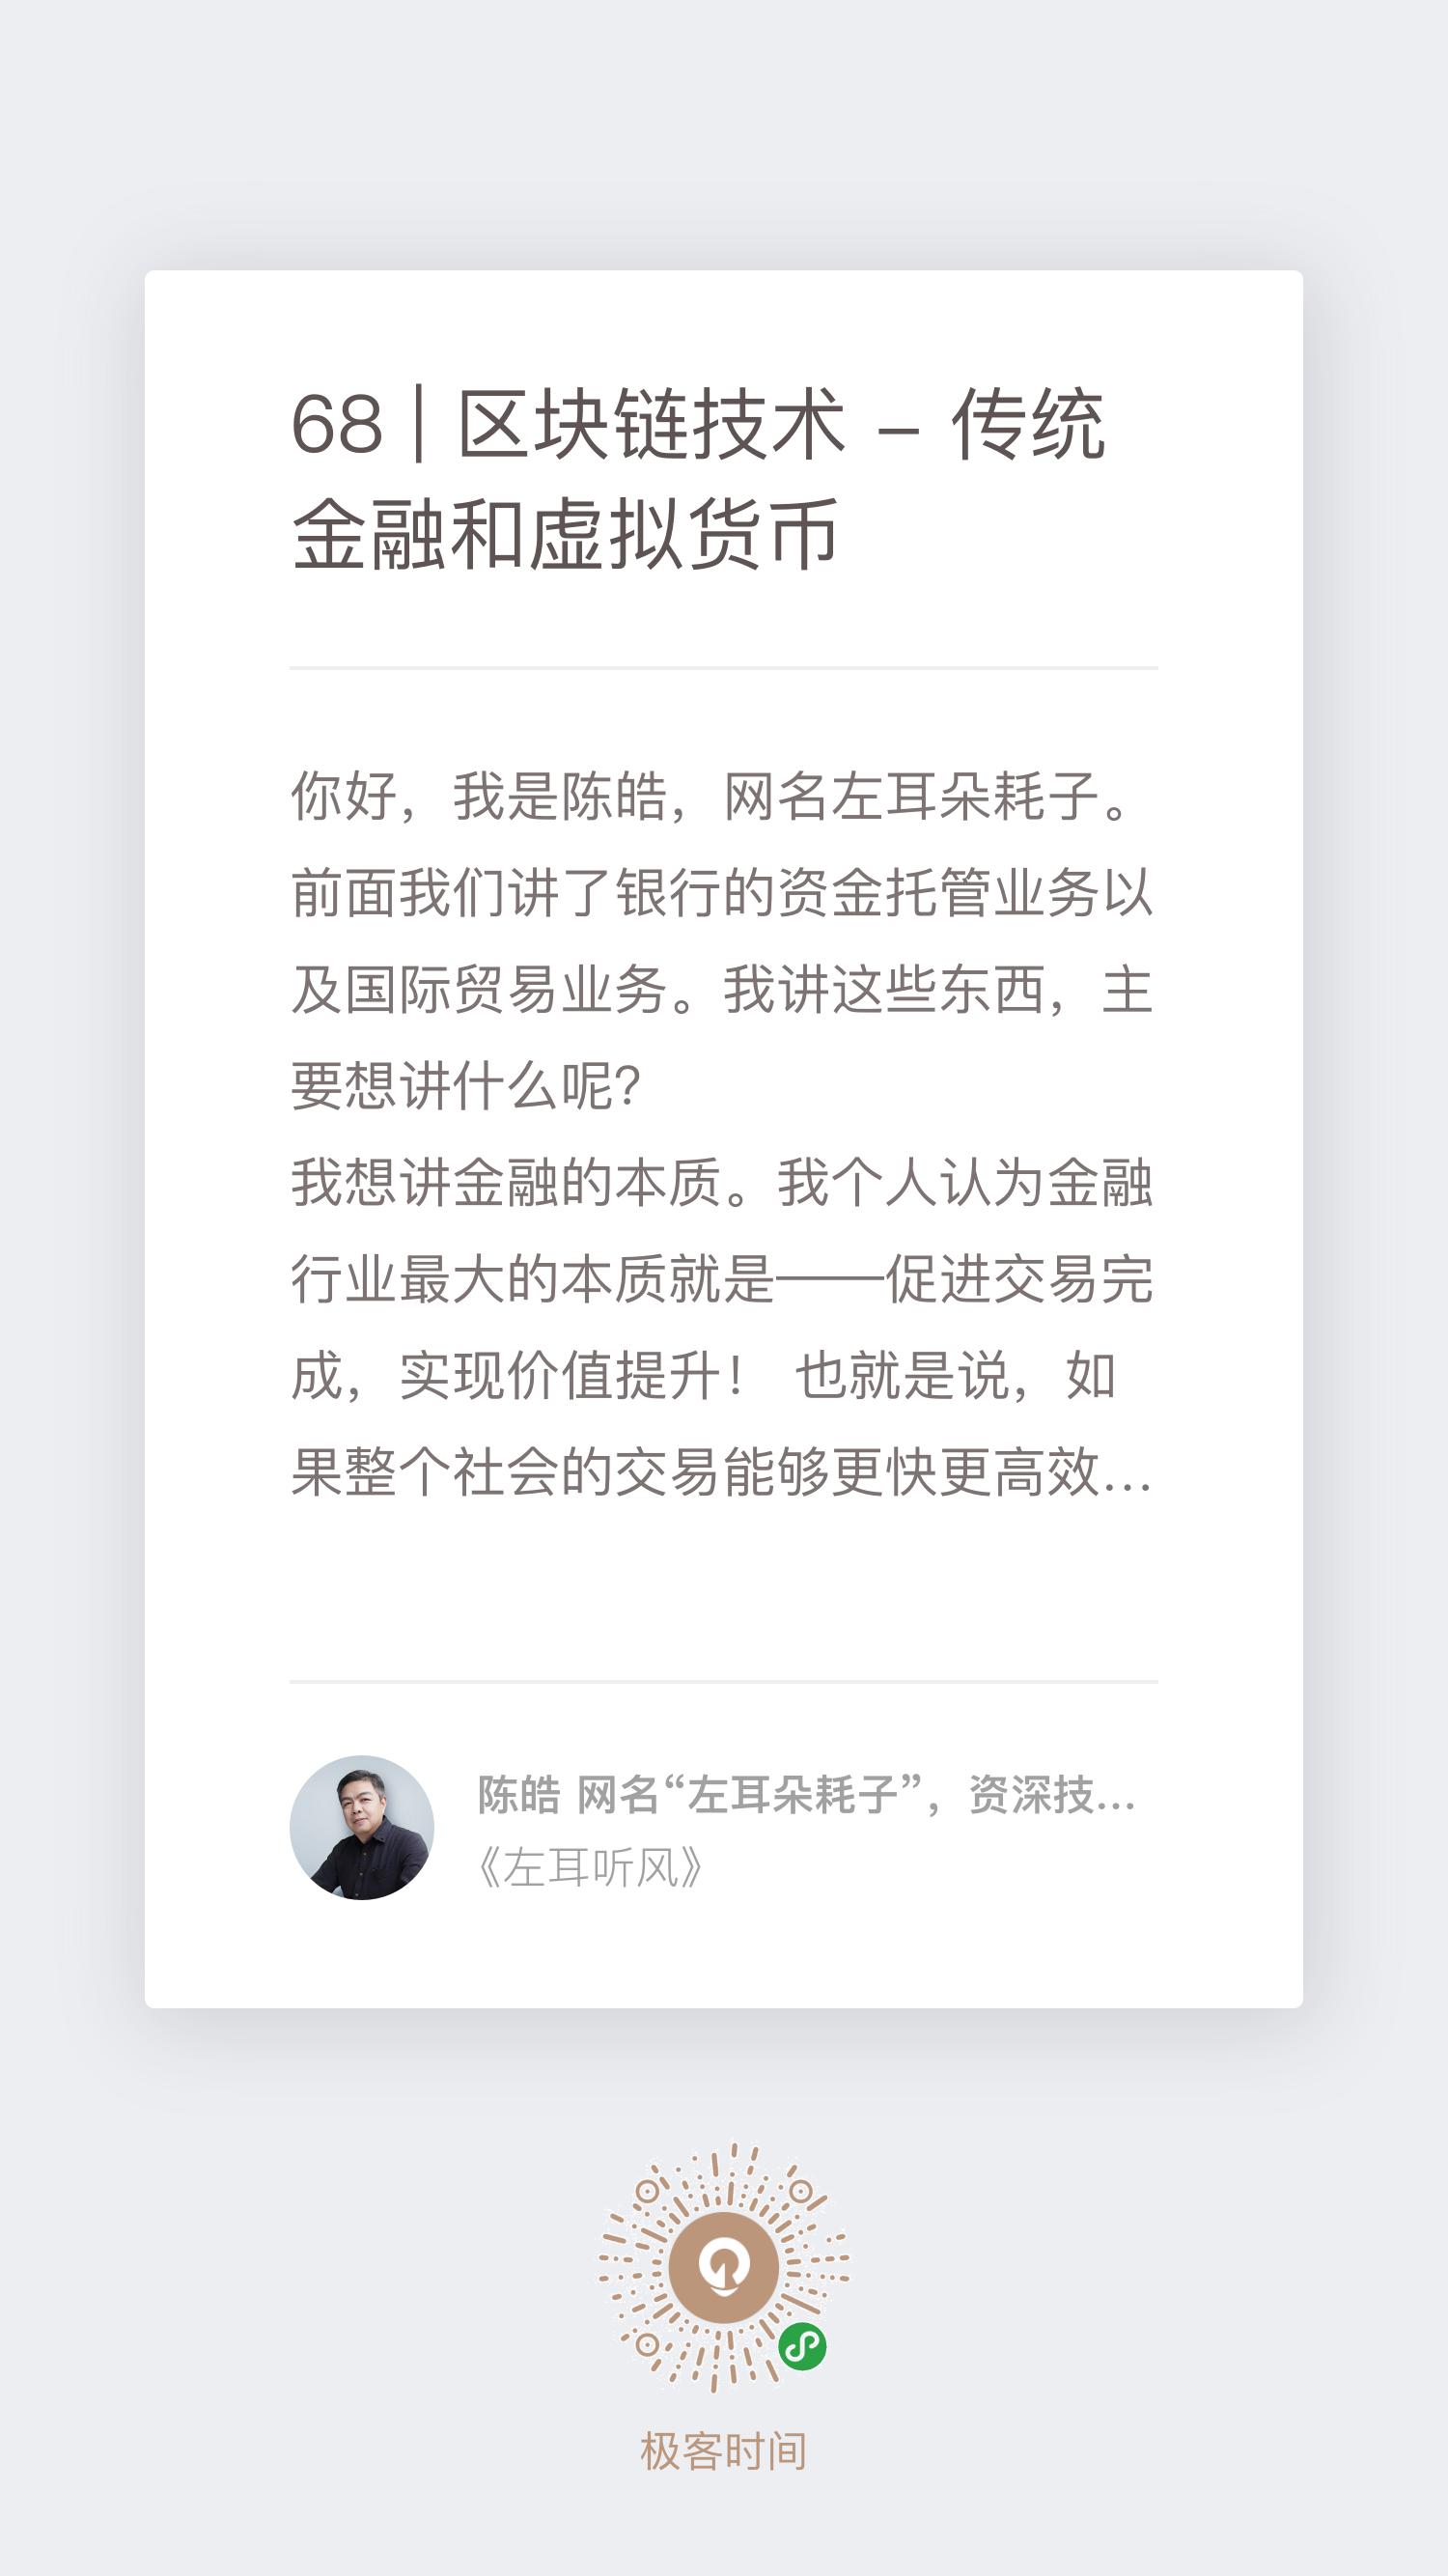 68 | 区块链技术 – 传统
金融和虚拟货币
你好，我是陈皓，网名左耳朵耗子。
前面我们讲了银行的资金托管业务以
及国际贸易业务。我讲这些东西，主
要想讲什么呢？
我想讲金融的本质。我个人认为金融
行业最大的本质就是——促进交易完
成，实现价值提升！ 也就是说，如
果整个社会的交易能够更快更高效...
陈皓 网名“左耳朵耗子”，资深技...
《左耳听风》
极客时间